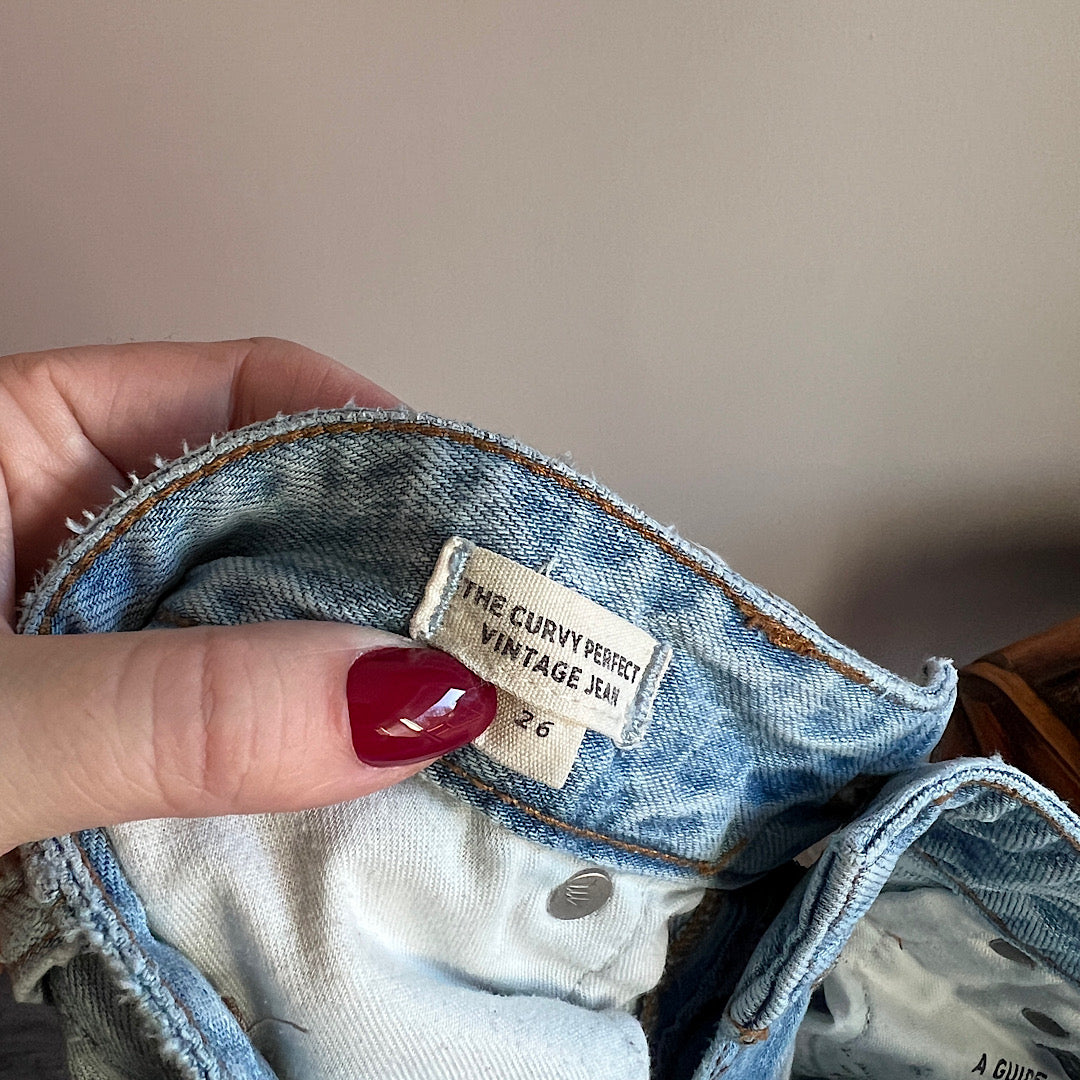 THE CURVY PERFECT
VINTAGE JEAN
26
A GUIDE